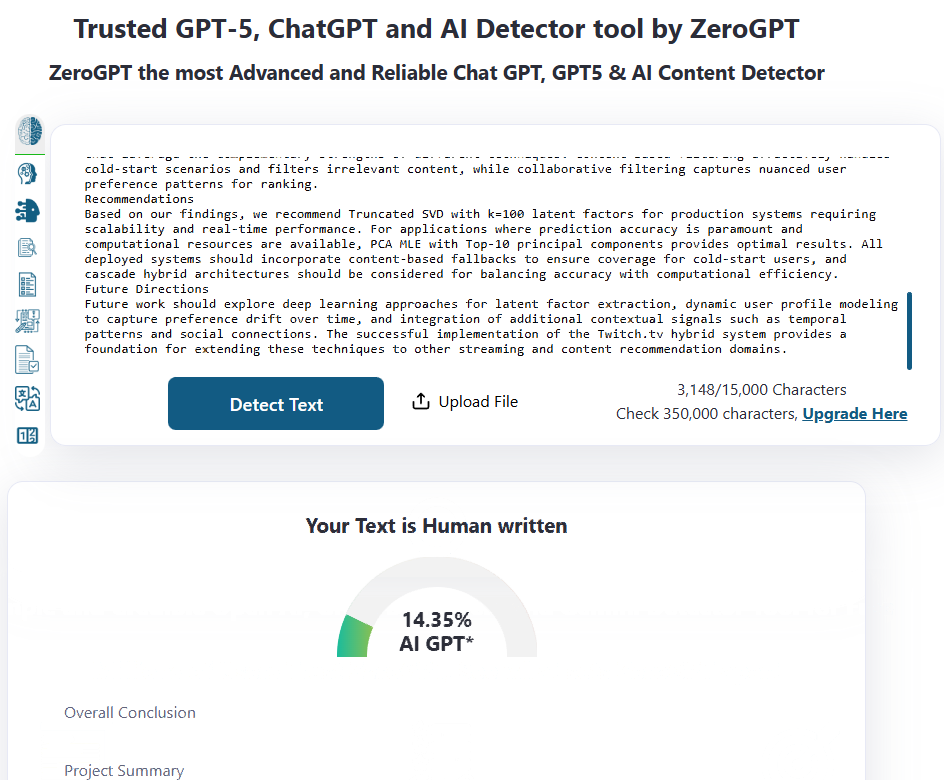 Trusted GPT-5, ChatGPT and AI Detector tool by ZeroGPT
ZeroGPT the most Advanced and Reliable Chat GPT, GPT5 & AI Content Detector
cold-start scenarios and filters irrelevant content, while collaborative filtering captures nuanced user
preference patterns for ranking.
Recommendations
Based on our findings, we recommend Truncated SVD with k=100 latent factors for production systems requiring
scalability and real-time performance. For applications where prediction accuracy is paramount and
computational resources are available, PCA MLE with Top-10 principal components provides optimal results. All
deployed systems should incorporate content-based fallbacks to ensure coverage for cold-start users, and
cascade hybrid architectures should be considered for balancing accuracy with computational efficiency.
Future Directions
Future work should explore deep learning approaches for latent factor extraction, dynamic user profile modeling
to capture preference drift over time, and integration of additional contextual signals such as temporal
patterns and social connections. The successful implementation of the Twitch.tv hybrid system provides a
foundation for extending these techniques to other streaming and content recommendation domains.
Detect Text
Upload File
3,148/15,000 Characters
Check 350,000 characters, Upgrade Here
Your Text is Human written
14.35%
AI GPT*
Overall Conclusion
Project Summary